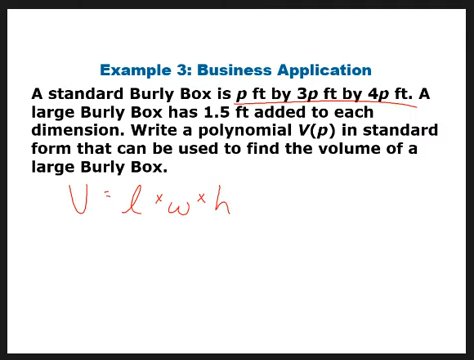 Example 3: Business Application
A standard Burly Box is p ft by 3p ft by 4p ft. A
large Burly Box has 1.5 ft added to each
dimension. Write a polynomial V(p) in standard
form that can be used to find the volume of a
large Burly Box.
V = l × w × h